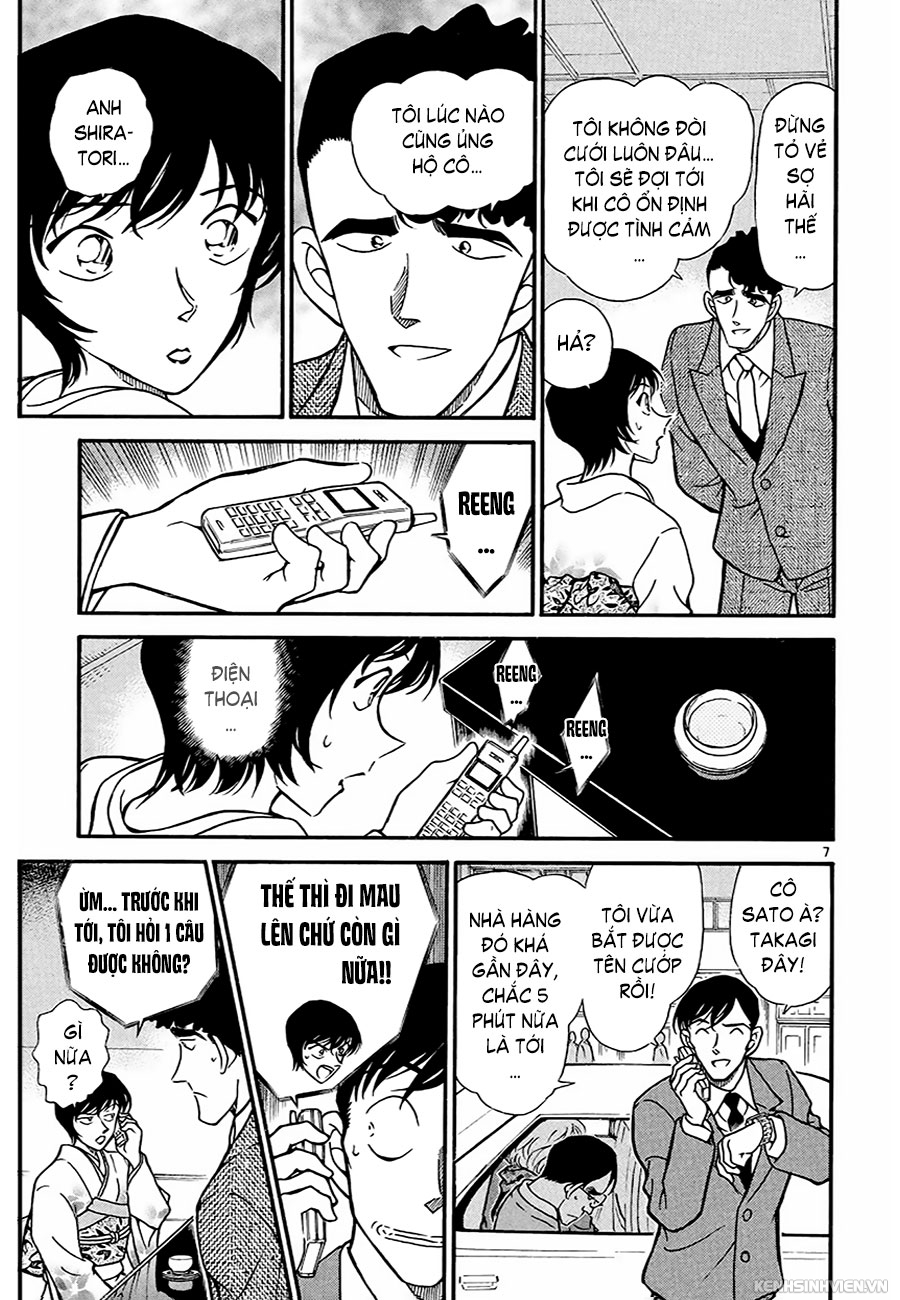 ĐỪNG
TỎ VẺ
SỢ
HÃI
THẾ
...
TÔI KHÔNG ĐÒI
CƯỚI LUÔN ĐÂU...
TÔI SẼ ĐỢI TỚI
KHI CÔ ỔN ĐỊNH
ĐƯỢC TÌNH CẢM
...
HẢ?
TÔI LÚC NÀO
CŨNG ỦNG
HỘ CÔ...
ANH
SHIRA-
TORI...
REENG
...
REENG
...
REENG
...
ĐIỆN
THOẠI
...
7
CÔ
SATO À?
TAKAGI
ĐÂY!
TÔI VỪA
BẮT ĐƯỢC
TÊN CƯỚP
RỒI!
NHÀ HÀNG
ĐÓ KHÁ
GẦN ĐÂY,
CHẮC 5
PHÚT NỮA
LÀ TỚI
...
THẾ THÌ ĐI MAU
LÊN CHỨ CÒN GÌ
NỮA!!
ỪM... TRƯỚC KHI
TỚI, TÔI HỎI 1 CÂU
ĐƯỢC KHÔNG?
GÌ
NỮA
?
KENHSINHVIEN.VN